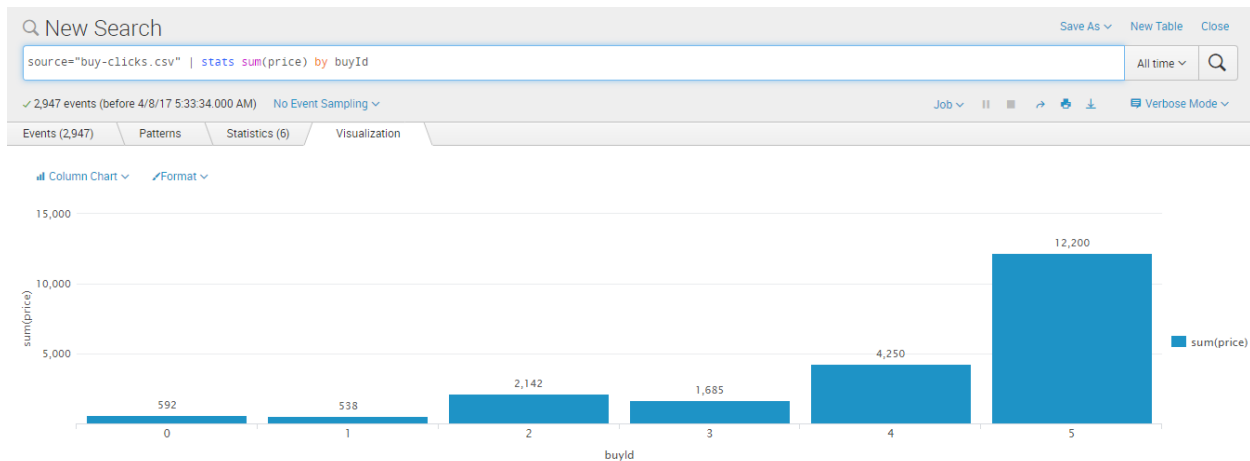 New Search
Save As New Table Close
source="buy-clicks.csv" | stats sum(price) by buyId
All time
2,947 events (before 4/8/17 5:33:34.000 AM) No Event Sampling
Job Verbose Mode
Events (2,947) Patterns Statistics (6) Visualization
Column Chart Format
15,000
12,200
10,000
sum(price)
5,000
4,250
sum(price)
2,142
1,685
592
538
0 1 2 3 4 5
buyId